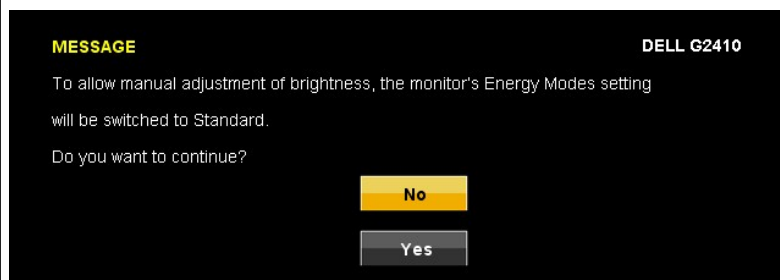 MESSAGE
DELL G2410
To allow manual adjustment of brightness, the monitor's Energy Modes setting
will be switched to Standard.
Do you want to continue?
No
Yes